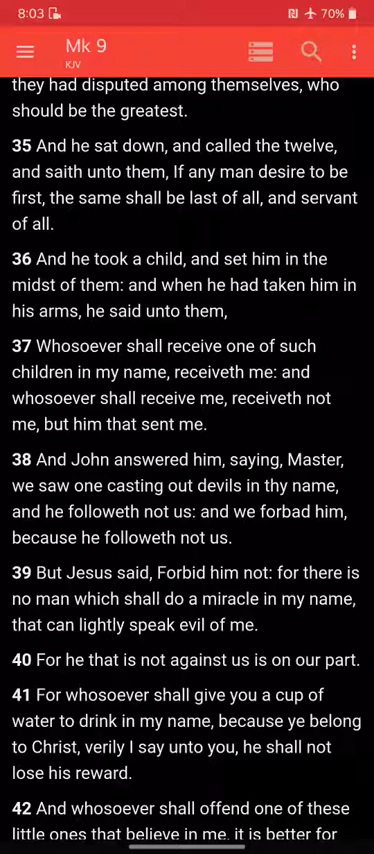 8:03 70%
Mk 9
KJV
they had disputed among themselves, who
should be the greatest.
35 And he sat down, and called the twelve,
and saith unto them, If any man desire to be
first, the same shall be last of all, and servant
of all.
36 And he took a child, and set him in the
midst of them: and when he had taken him in
his arms, he said unto them,
37 Whosoever shall receive one of such
children in my name, receiveth me: and
whosoever shall receive me, receiveth not
me, but him that sent me.
38 And John answered him, saying, Master,
we saw one casting out devils in thy name,
and he followeth not us: and we forbad him,
because he followeth not us.
39 But Jesus said, Forbid him not: for there is
no man which shall do a miracle in my name,
that can lightly speak evil of me.
40 For he that is not against us is on our part.
41 For whosoever shall give you a cup of
water to drink in my name, because ye belong
to Christ, verily I say unto you, he shall not
lose his reward.
42 And whosoever shall offend one of these
little ones that believe in me, it is better for